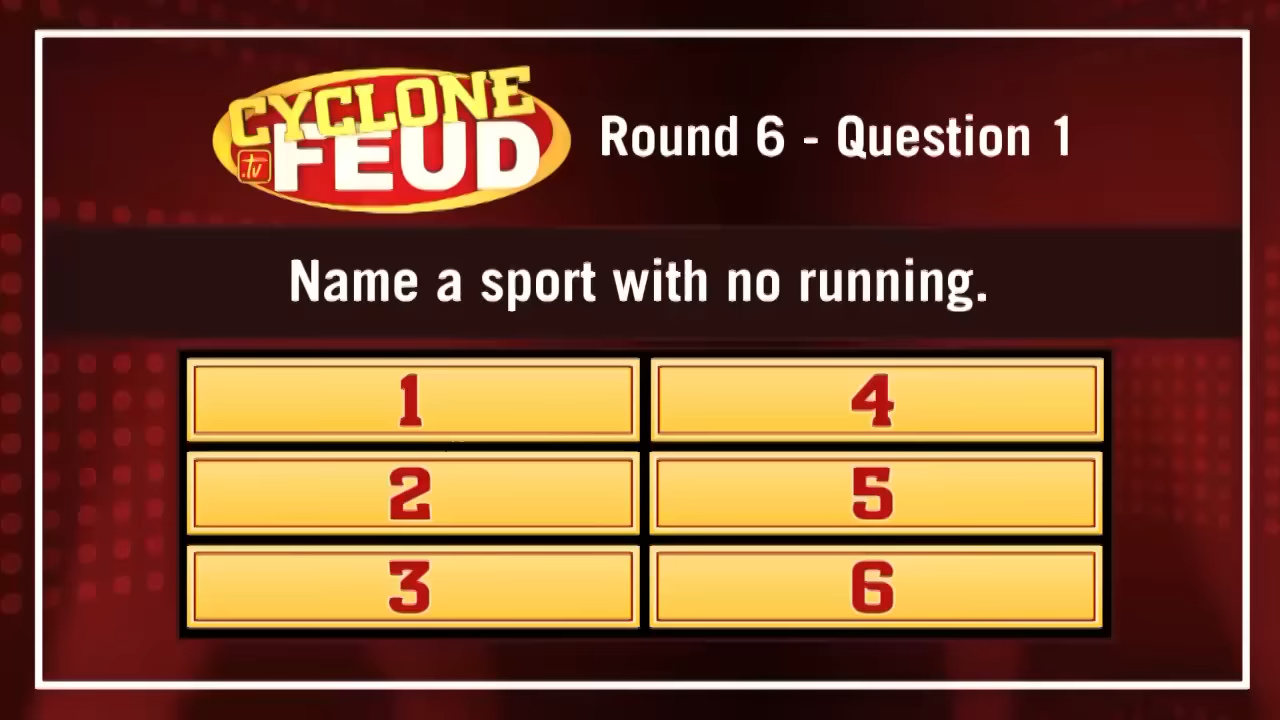 CYCLONE
.tv FEUD
Round 6 - Question 1
Name a sport with no running.
1
2
3
4
5
6